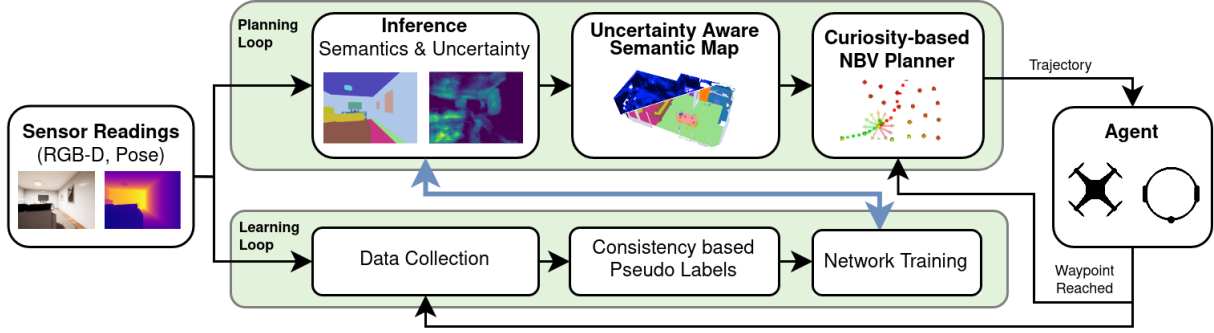 Planning
Loop
Inference
Semantics & Uncertainty
Uncertainty Aware
Semantic Map
Curiosity-based
NBV Planner
Trajectory
Sensor Readings
(RGB-D, Pose)
Agent
Learning
Loop
Data Collection
Consistency based
Pseudo Labels
Network Training
Waypoint
Reached